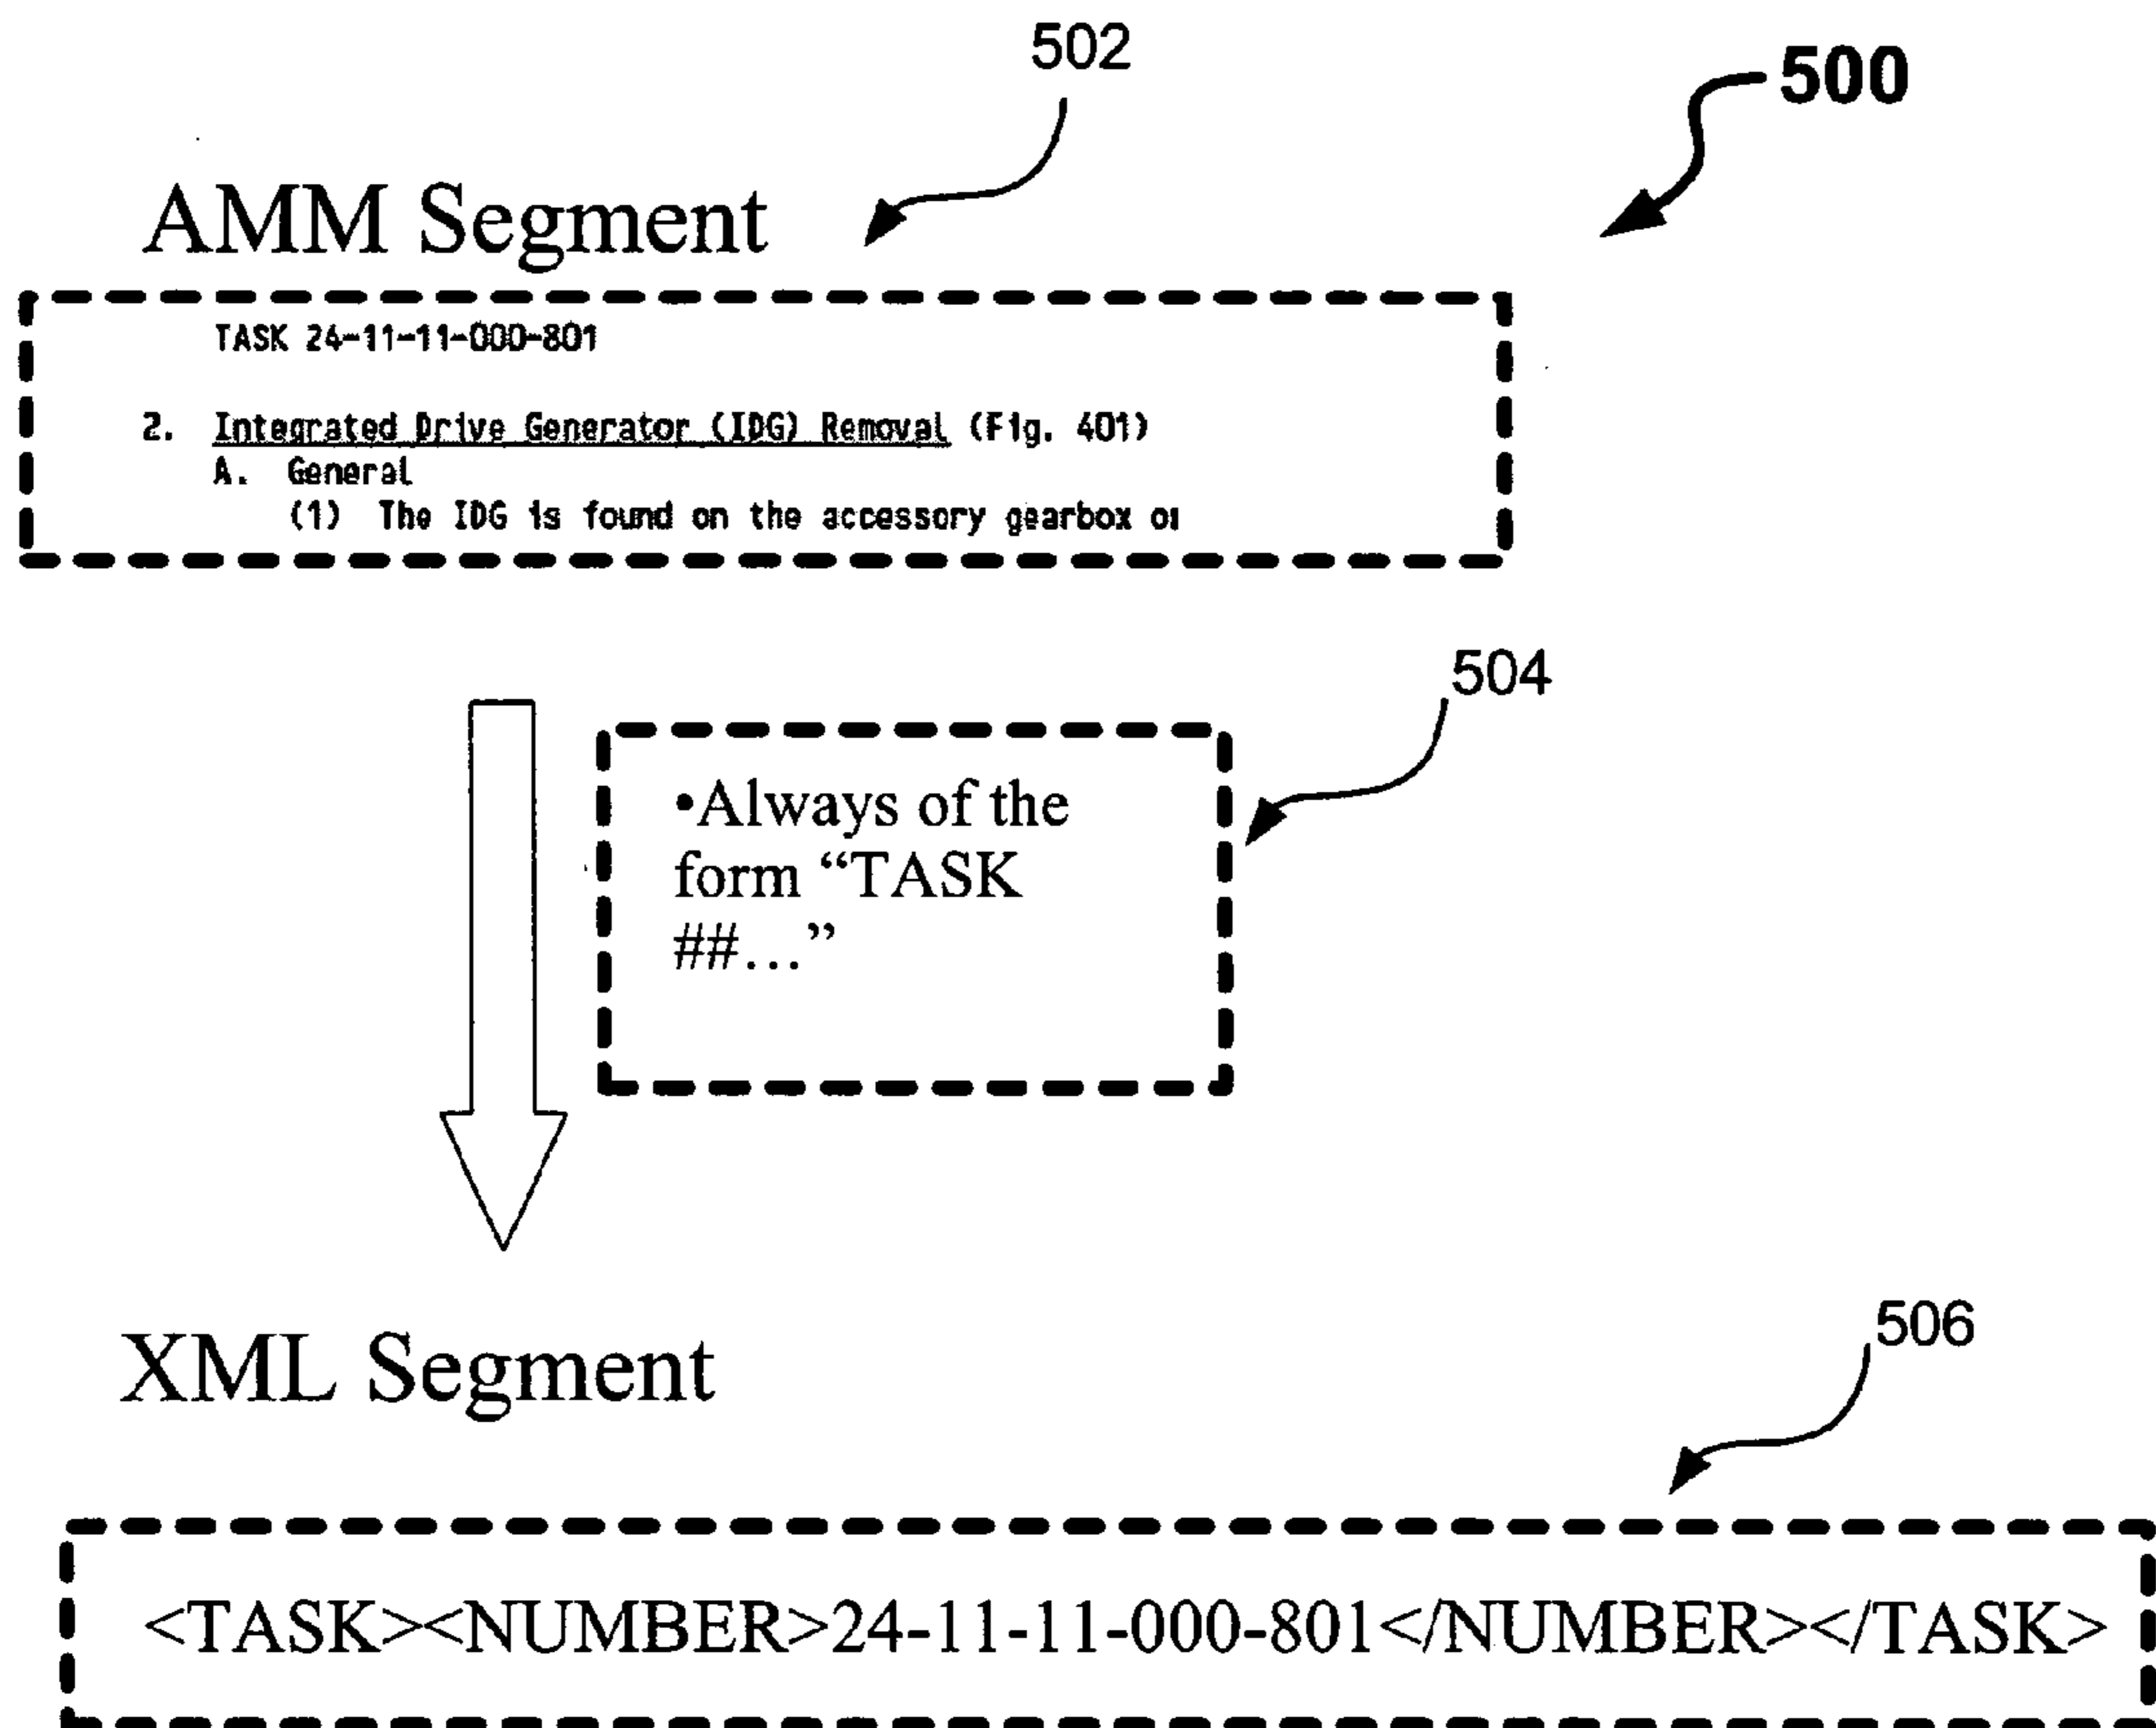 502
500
AMM Segment
TASK 24-11-11-000-801
2. Integrated Drive Generator (IDG) Removal (Fig. 401)
A. General
(1) The IDG is found on the accessory gearbox
504
•Always of the
form “TASK
##...”
XML Segment
506
<TASK><NUMBER>24-11-11-000-801</NUMBER></TASK>